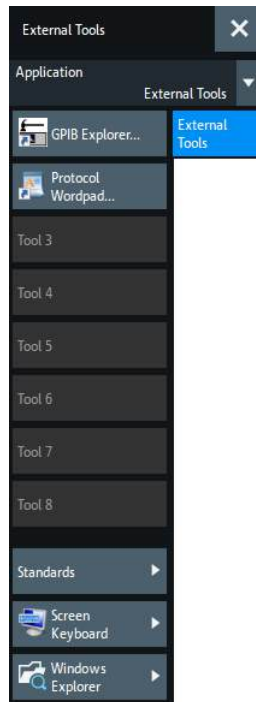 External Tools
Application
External Tools
GPIB Explorer...
External
Tools
Protocol
Wordpad...
Tool 3
Tool 4
Tool 5
Tool 6
Tool 7
Tool 8
Standards
Screen
Keyboard
Windows
Explorer